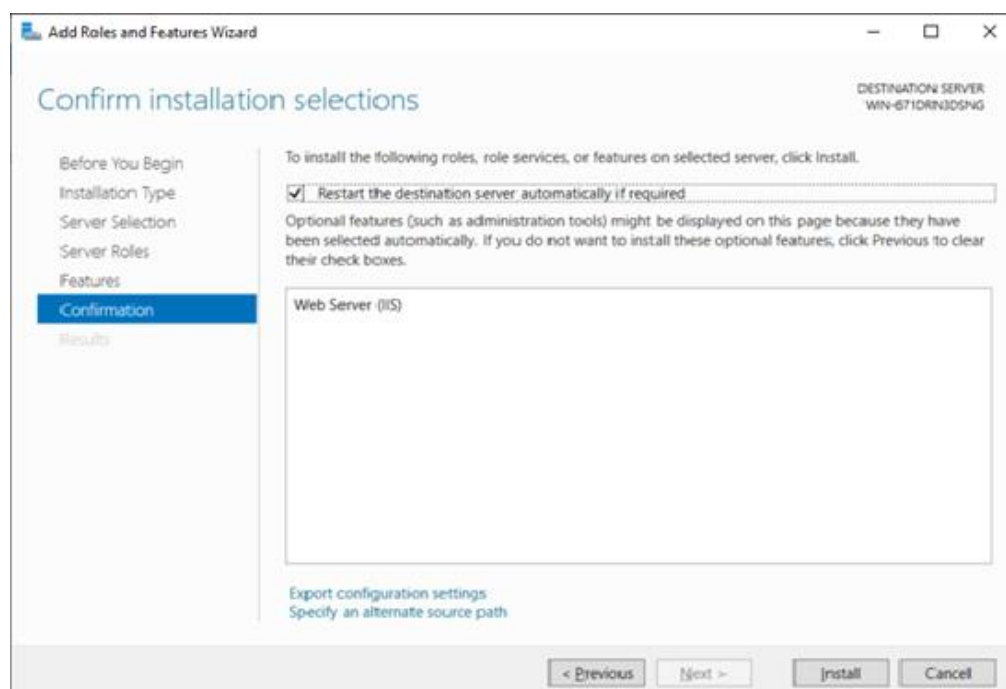 Add Roles and Features Wizard
Confirm installation selections
DESTINATION SERVER
WIN-671DRN3DSNG
Before You Begin
Installation Type
Server Selection
Server Roles
Features
Confirmation
Results
To install the following roles, role services, or features on selected server, click Install.
Restart the destination server automatically if required
Optional features (such as administration tools) might be displayed on this page because they have
been selected automatically. If you do not want to install these optional features, click Previous to clear
their check boxes.
Web Server (IIS)
Export configuration settings
Specify an alternate source path
< Previous
Next >
Install
Cancel